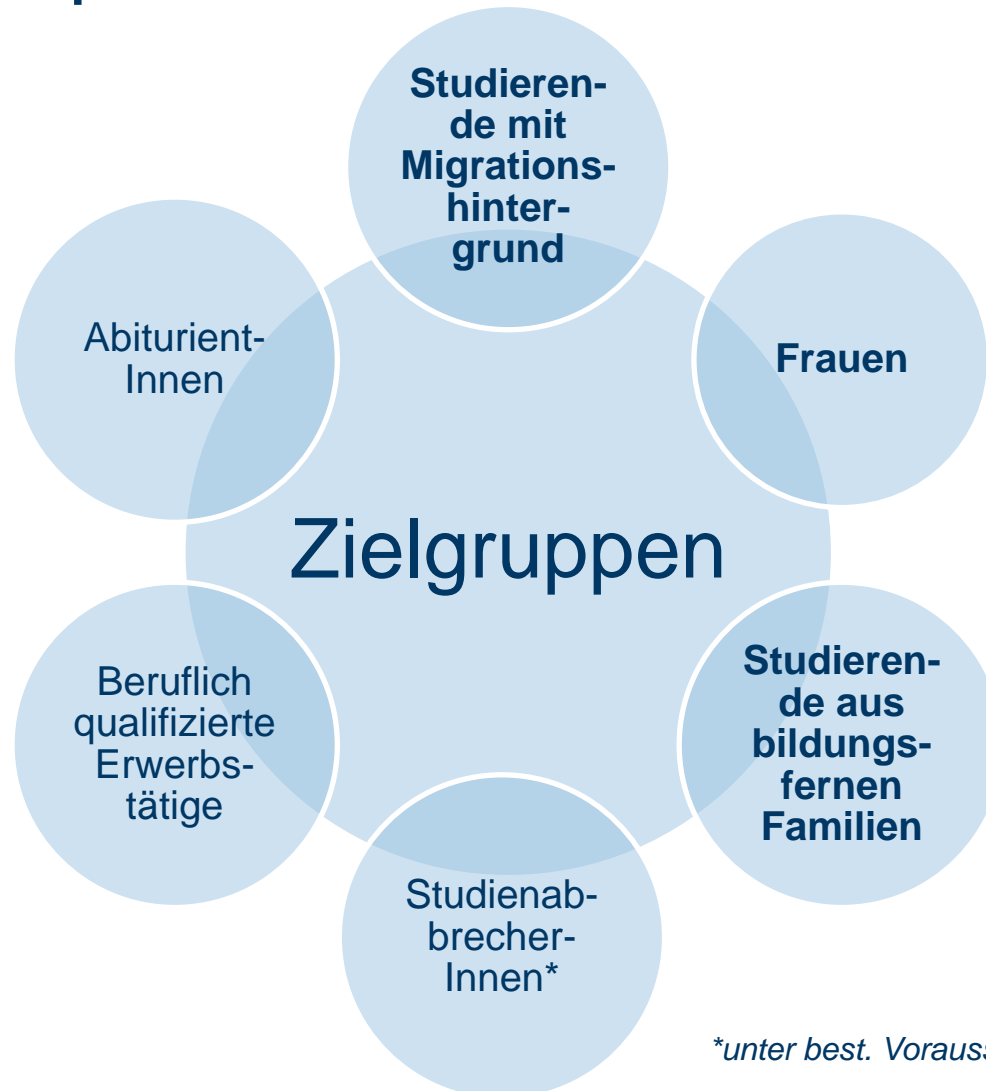 Studieren-
de mit
Migrations-
hinter-
grund
Abiturient-
Innen
Frauen
Zielgruppen
Beruflich
qualifizierte
Erwerbs-
tätige
Studieren-
de aus
bildungs-
fernen
Familien
Studienab-
brecher-
Innen*
*unter best.